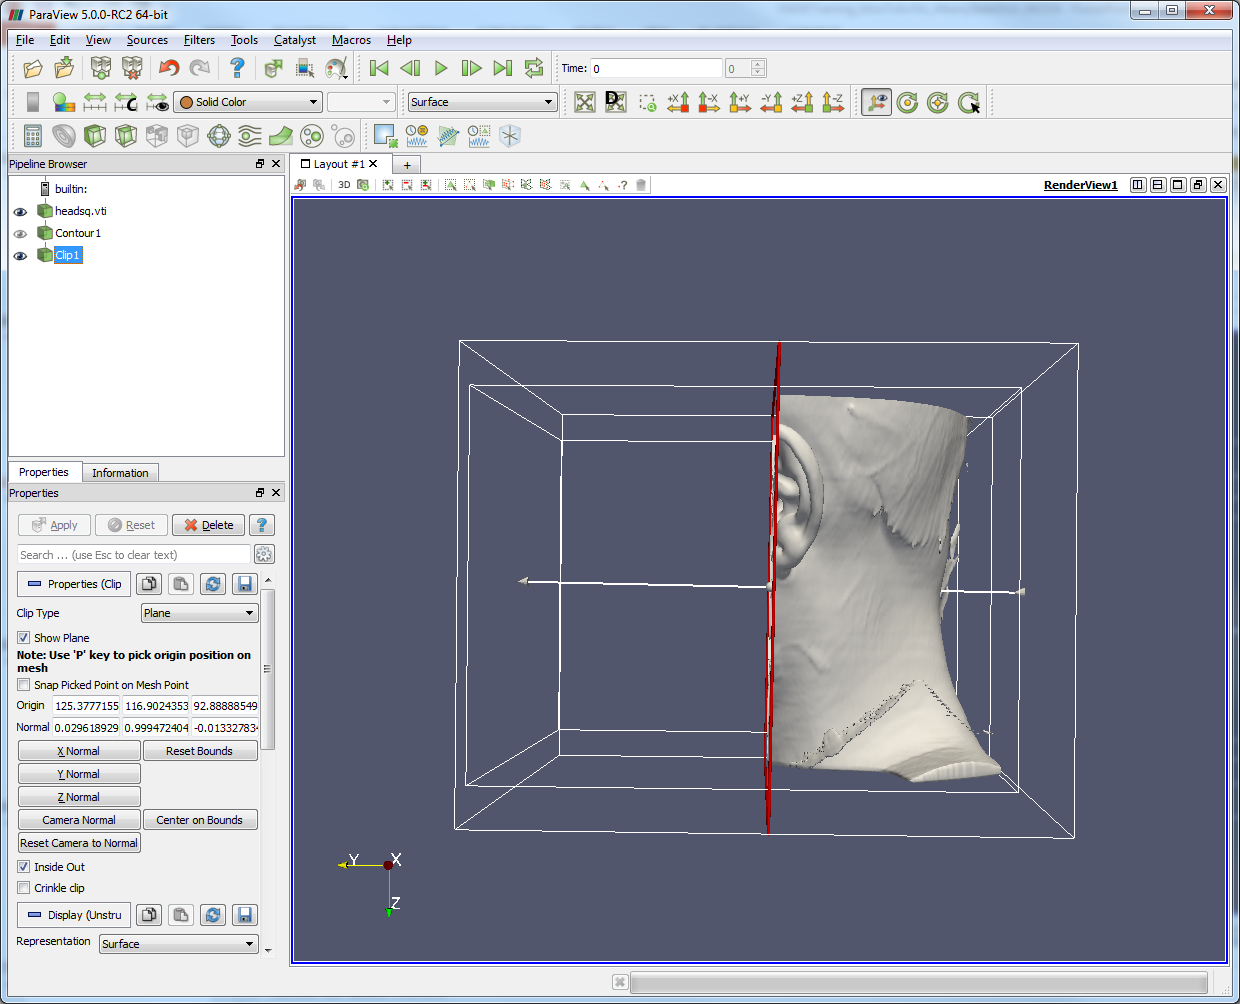 ParaView 5.0.0-RC2 64-bit
File Edit View Sources Filters Tools Catalyst Macros Help
Time: 0 0
Solid Color Surface
Pipeline Browser
Layout #1
3D
RenderView1
builtin:
headsq.vti
Contour1
Clip1
Properties Information
Properties
Apply Reset Delete ?
Search ... (use Esc to clear text)
Properties (Clip
Clip Type Plane
Show Plane
Note: Use 'P' key to pick origin position on
mesh
Snap Picked Point on Mesh Point
Origin 125.3777155 116.9024353 92.88888549
Normal 0.029618929 0.999472404 -0.01332783
X Normal Reset Bounds
Y Normal
Z Normal
Camera Normal Center on Bounds
Reset Camera to Normal
Inside Out
Crinkle clip
Display (Unstru
Representation Surface
Y X
Z